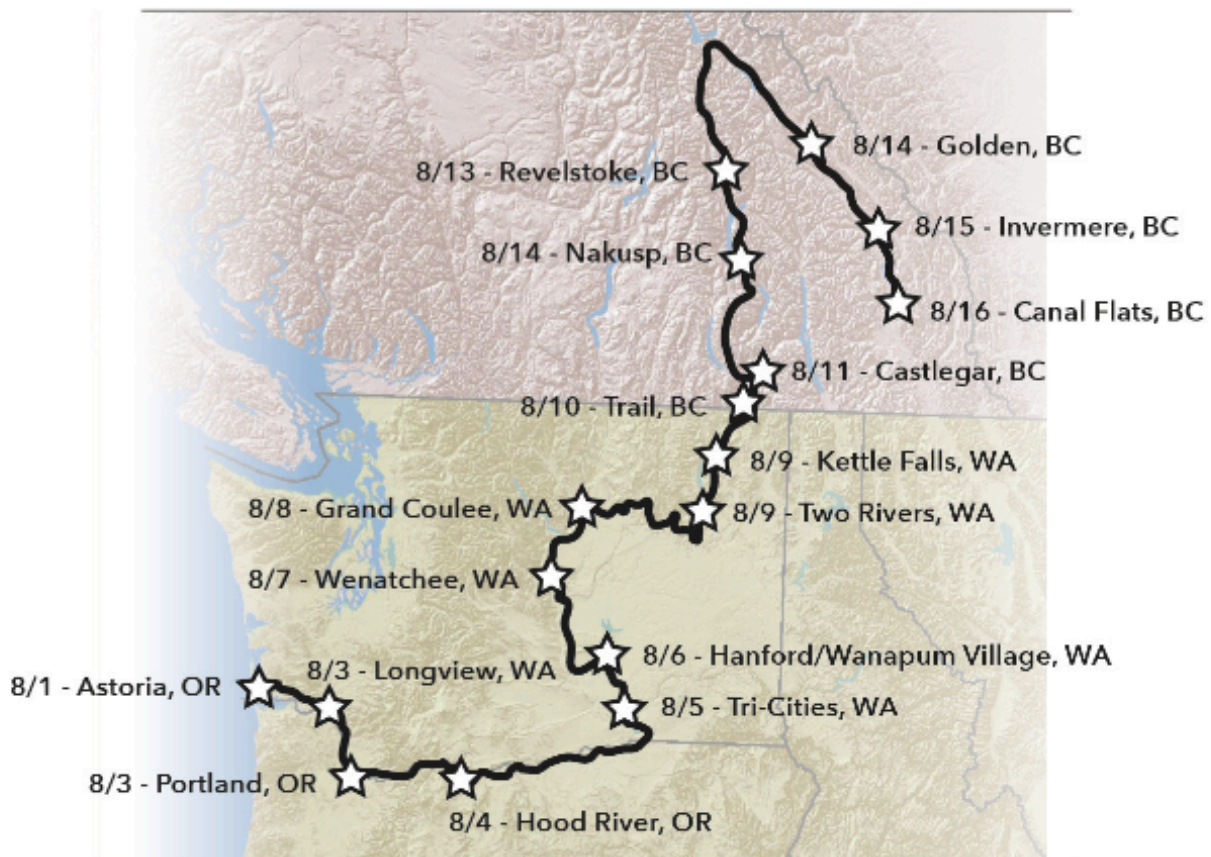 8/14 - Golden, BC
8/13 - Revelstoke, BC
8/15 - Invermere, BC
8/14 - Nakusp, BC
8/16 - Canal Flats, BC
8/11 - Castlegar, BC
8/10 - Trail, BC
8/9 - Kettle Falls, WA
8/8 - Grand Coulee, WA
8/9 - Two Rivers, WA
8/7 - Wenatchee, WA
8/6 - Hanford/Wanapum Village, WA
8/3 - Longview, WA
8/1 - Astoria, OR
8/5 - Tri-Cities, WA
8/3 - Portland, OR
8/4 - Hood River, OR